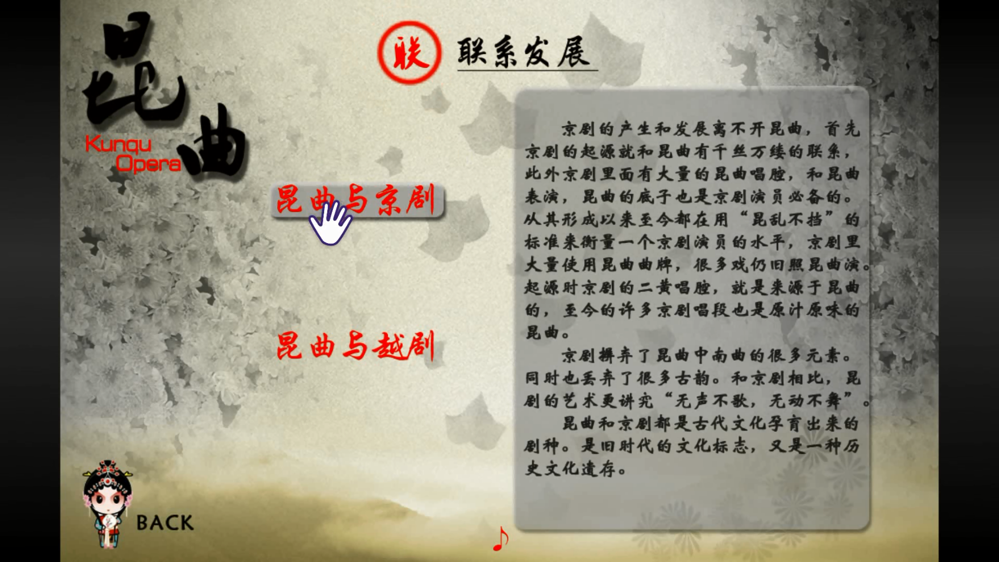 昆曲
Kunqu
Opera
联
联系发展
昆曲与京剧
昆曲与越剧
京剧的产生和发展离不开昆曲，首先
京剧的起源就和昆曲有千丝万缕的联系，
此外京剧里面有大量的昆曲唱腔，和昆曲
表演，昆曲的底子也是京剧演员必备的。
从其形成以来至今都在用“昆乱不挡”的
标准来衡量一个京剧演员的水平，京剧里
大量使用昆曲曲牌，很多戏仍旧照昆曲演。
起源时京剧的二黄唱腔，就是来源于昆曲
的，至今的许多京剧唱段也是原汁原味的
昆曲。
京剧摒弃了昆曲中南曲的很多元素。
同时也丢弃了很多古韵。和京剧相比，昆
剧的艺术更讲究“无声不歌，无动不舞”。
昆曲和京剧都是古代文化孕育出来的
剧种。是旧时代的文化标志，又是一种历
史文化遗存。
BACK